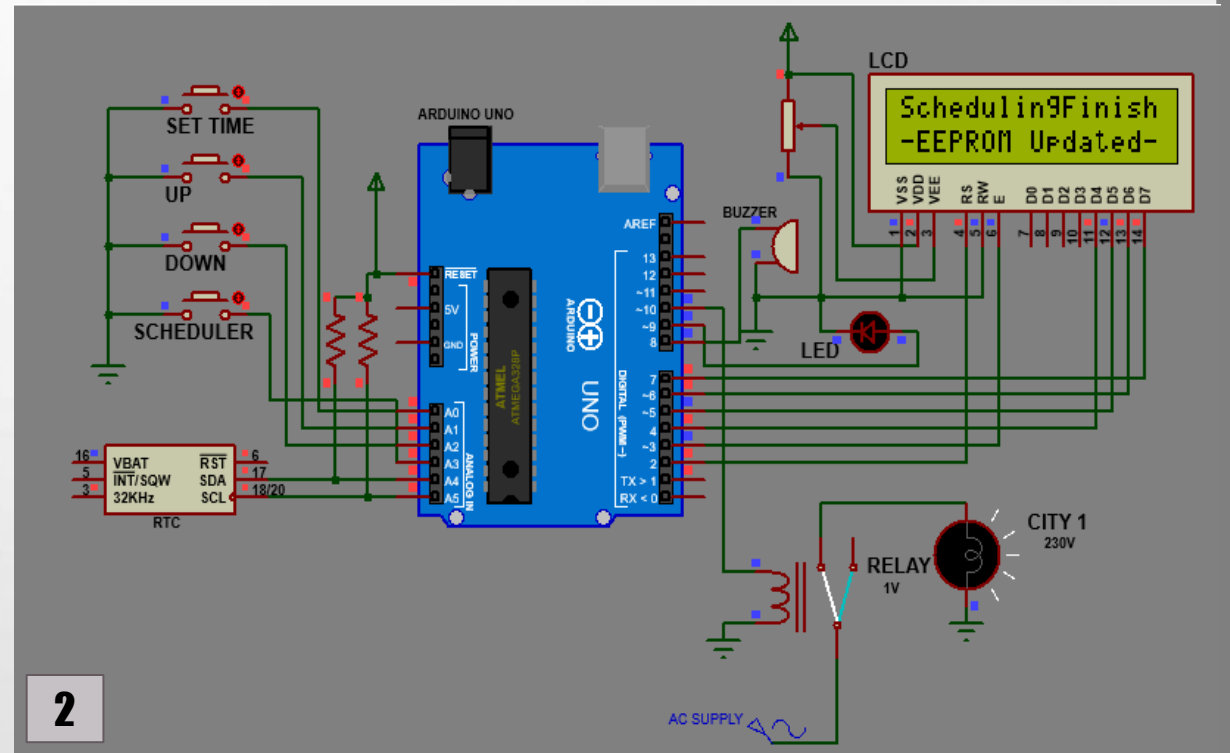 SET TIME
UP
DOWN
SCHEDULER
ARDUINO UNO
RESET
5V
POWER
GND
AREF
13
12
~11
~10
~9
8
7
~6
~5
4
~3
2
TX > 1
RX < 0
DIGITAL (PWM~)
ARDUINO
UNO
ATMEL
ATMEGA328P
A0
A1
A2
A3
A4
A5
ANALOG IN
16 VBAT RST 6
5 INT/SQW SDA 17
3 32KHz SCL 18/20
RTC
BUZZER
LED
LCD
SchedulingFinish
-EEPROM Updated-
VSS VDD VEE RS RW E D0 D1 D2 D3 D4 D5 D6 D7
1 2 3 4 5 6 7 8 9 10 11 12 13 14
RELAY
1V
CITY 1
230V
AC SUPPLY
2